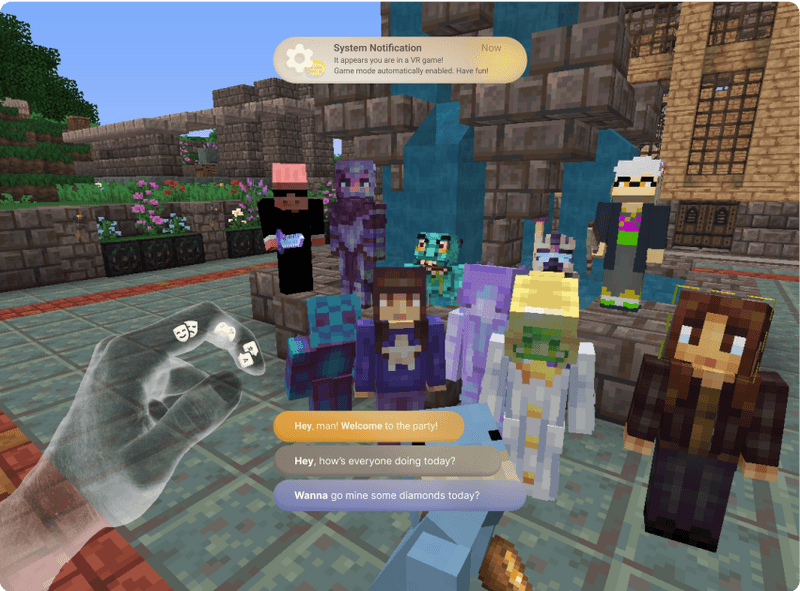 System Notification
Now
It appears you are in a VR game!
Game mode automatically enabled. Have fun!
Hey, man! Welcome to the party!
Hey, how's everyone doing today?
Wanna go mine some diamonds today?